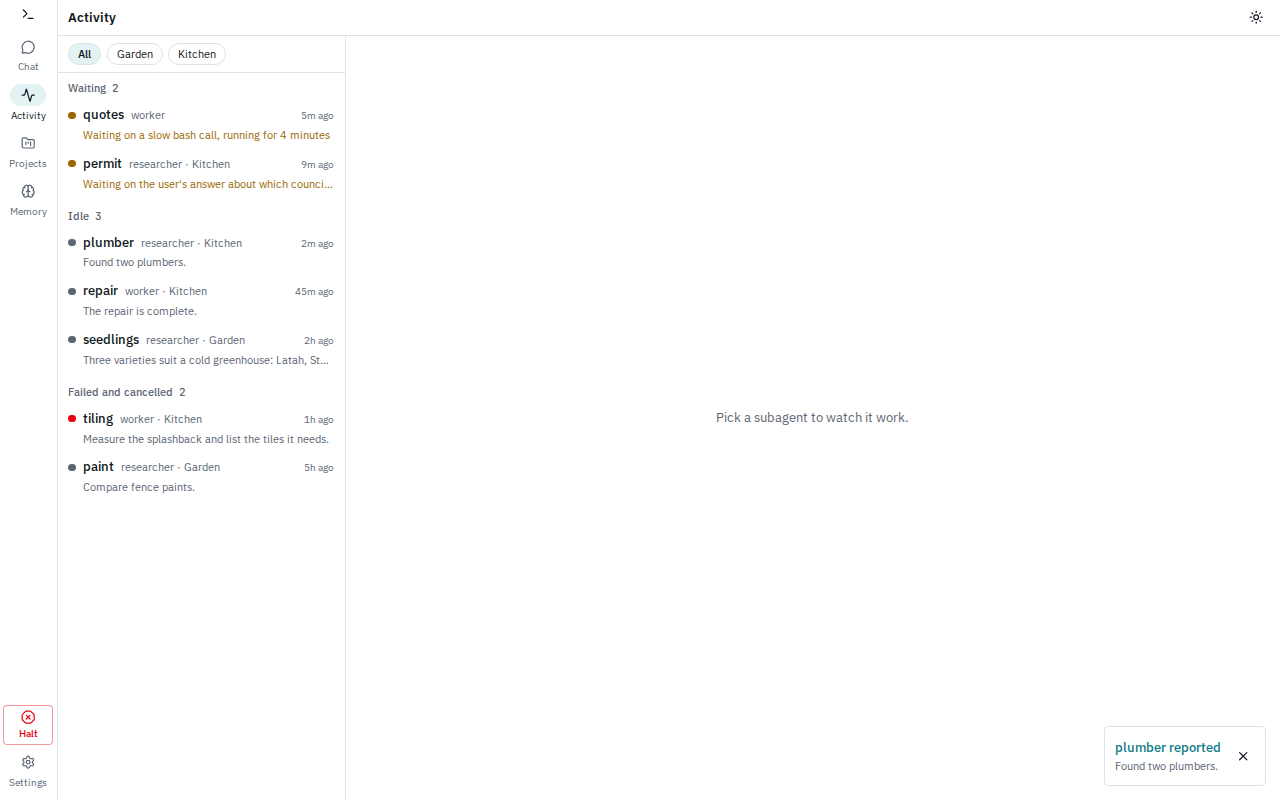 Activity
Chat
Activity
Projects
Memory
Halt
Settings
All
Garden
Kitchen
Waiting 2
quotes worker 5m ago
Waiting on a slow bash call, running for 4 minutes
permit researcher · Kitchen 9m ago
Waiting on the user's answer about which counci...
Idle 3
plumber researcher · Kitchen 2m ago
Found two plumbers.
repair worker · Kitchen 45m ago
The repair is complete.
seedlings researcher · Garden 2h ago
Three varieties suit a cold greenhouse: Latah, St...
Failed and cancelled 2
tiling worker · Kitchen 1h ago
Measure the splashback and list the tiles it needs.
paint researcher · Garden 5h ago
Compare fence paints.
Pick a subagent to watch it work.
plumber reported
Found two plumbers.